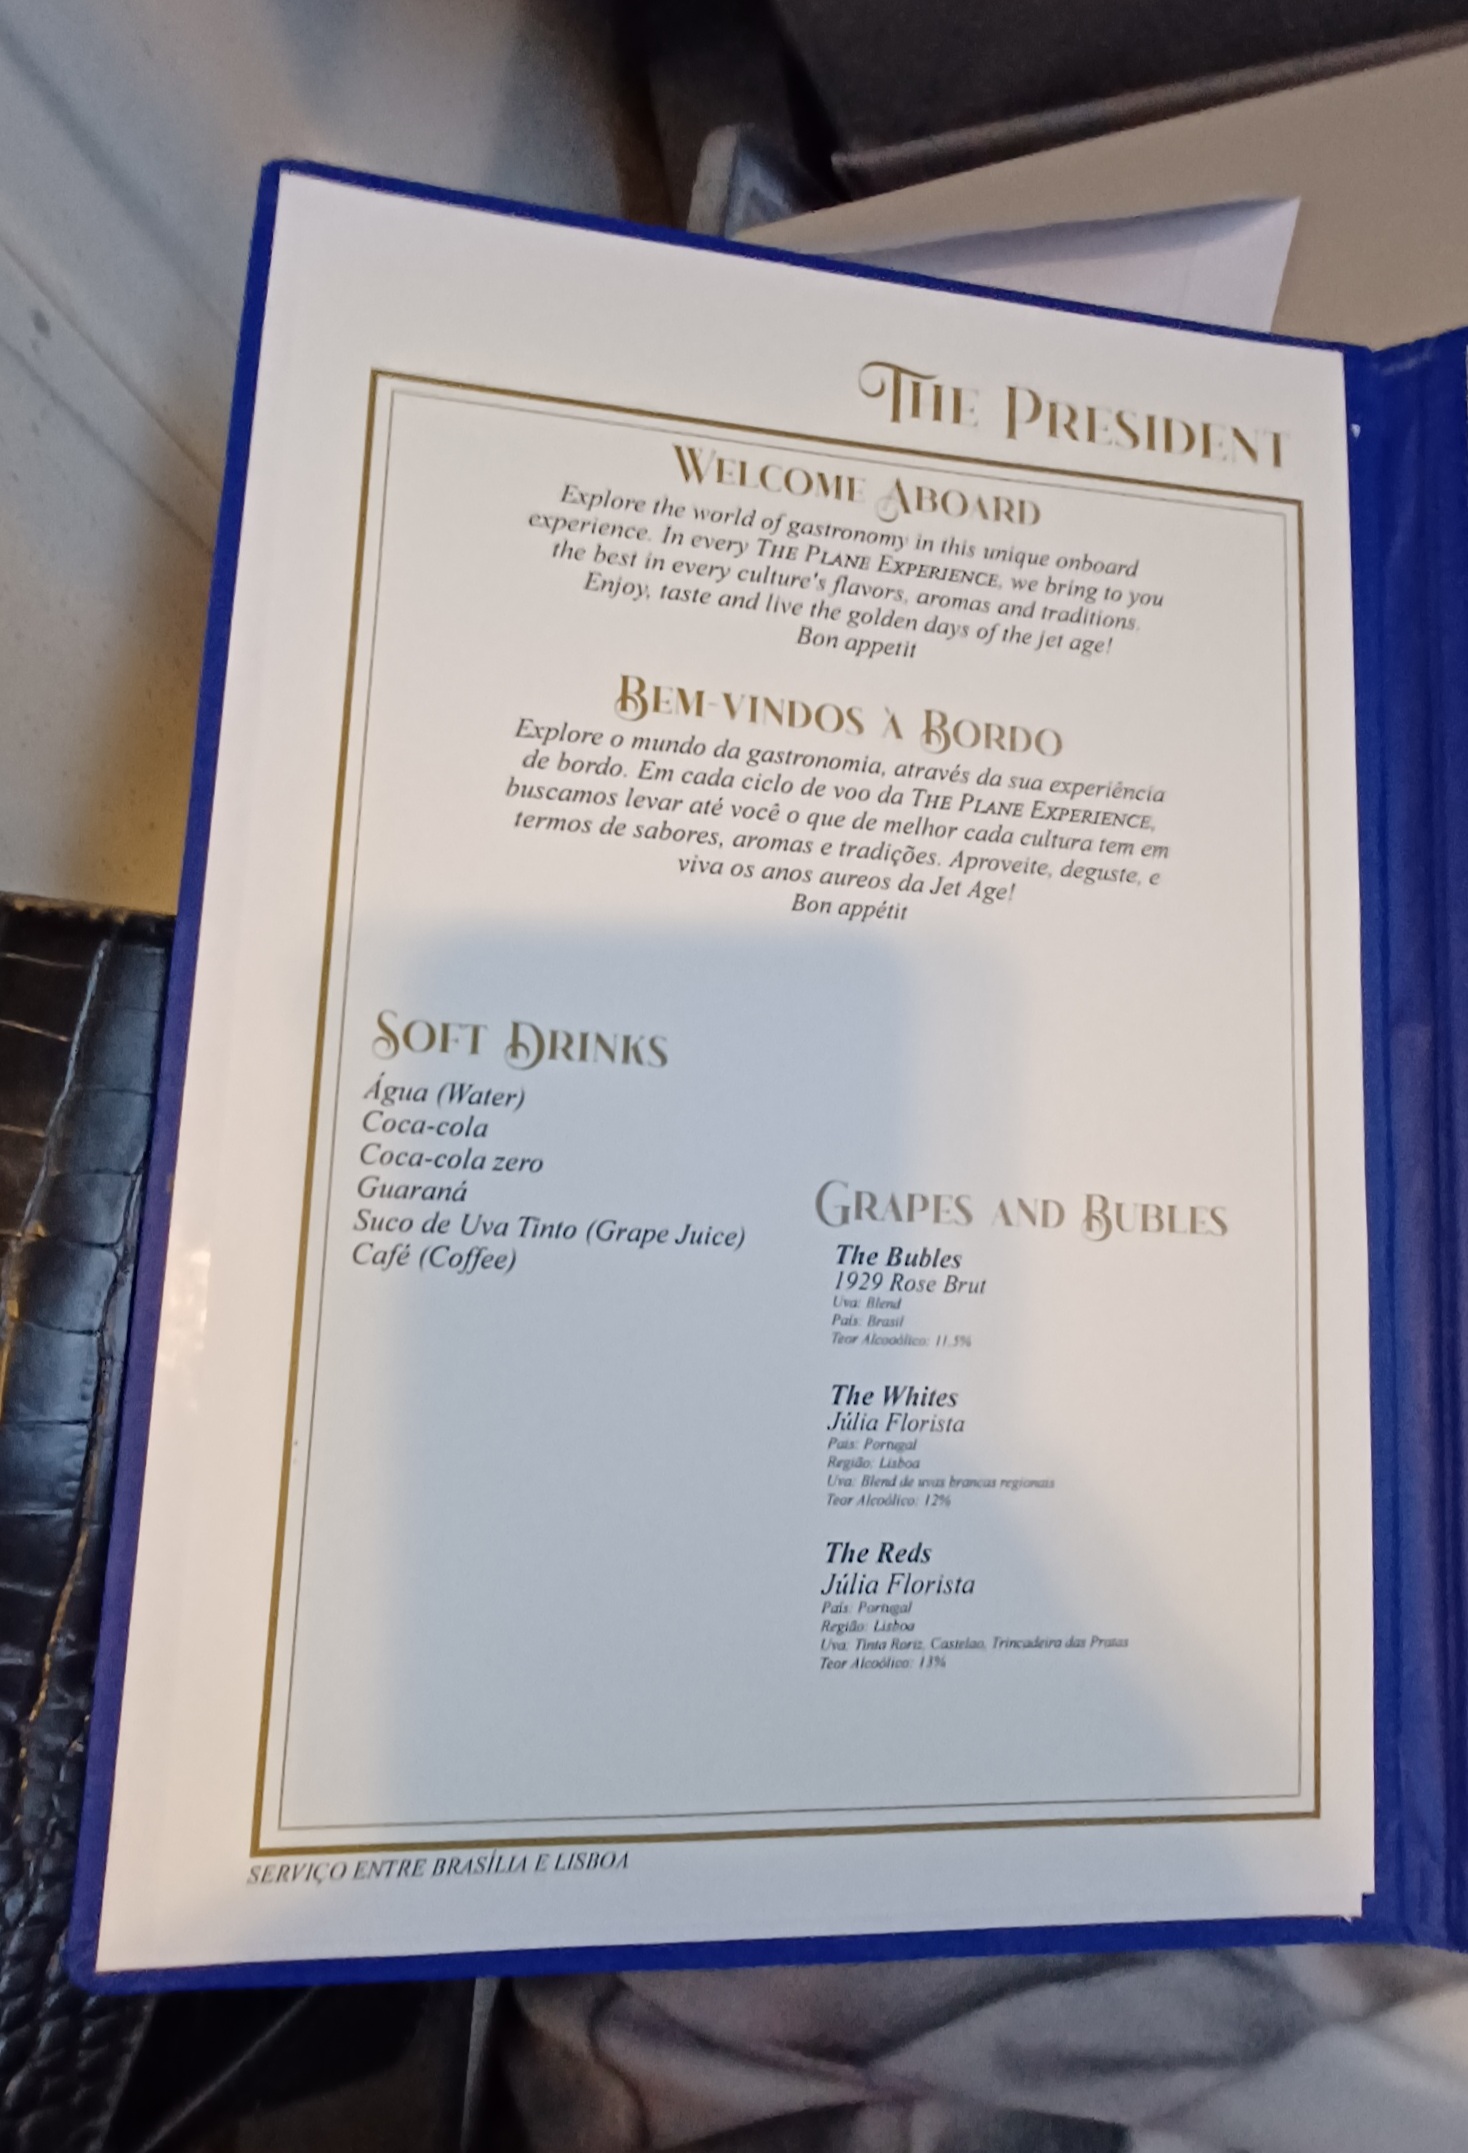 THE PRESIDENT
WELCOME ABOARD
Explore the world of gastronomy in this unique onboard
experience. In every THE PLANE EXPERIENCE, we bring to you
the best in every culture's flavors, aromas and traditions.
Enjoy, taste and live the golden days of the jet age!
Bon appetit
BEM-VINDOS À BORDO
Explore o mundo da gastronomia, através da sua experiência
de bordo. Em cada ciclo de voo da THE PLANE EXPERIENCE,
buscamos levar até você o que de melhor cada cultura tem em
termos de sabores, aromas e tradições. Aproveite, deguste, e
viva os anos aureos da Jet Age!
Bon appétit
SOFT DRINKS
Água (Water)
Coca-cola
Coca-cola zero
Guaraná
Suco de Uva Tinto (Grape Juice)
Café (Coffee)
GRAPES AND BUBLES
The Bubles
1929 Rose Brut
Uva: Blend
País: Brasil
Teor Alcooólico: 11.5%
The Whites
Júlia Florista
País: Portugal
Região: Lisboa
Uva: Blend de uvas brancas regionais
Teor Alcoólico: 12%
The Reds
Júlia Florista
País: Portugal
Região: Lisboa
Uva: Tinta Roriz, Castelao, Trincadeira das Pratas
Teor Alcoólico: 13%
SERVIÇO ENTRE BRASÍLIA E LISBOA